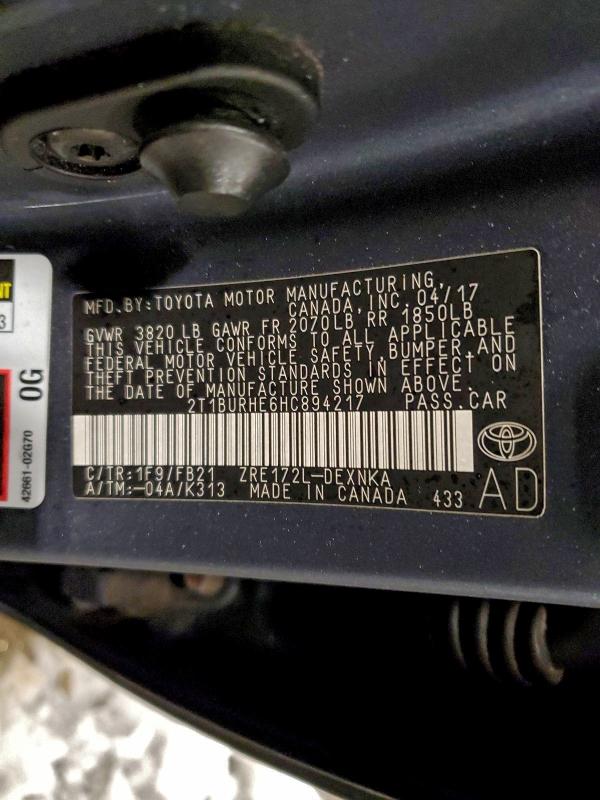 MFD.BY:TOYOTA MOTOR MANUFACTURING,
CANADA, INC. 04/17
GVWR 3820 LB GAWR FR 2070LB, RR 1850LB
THIS VEHICLE CONFORMS TO ALL APPLICABLE
FEDERAL MOTOR VEHICLE SAFETY, BUMPER, AND
THEFT PREVENTION STANDARDS IN EFFECT ON
THE DATE OF MANUFACTURE SHOWN ABOVE.
2T1BURHE6HC894217 PASS.CAR
C/TR:1F9/FB21 ZRE172L-DEXNKA
A/TM:-04A/K313 MADE IN CANADA 433 AD
0G
42661-02G70
3